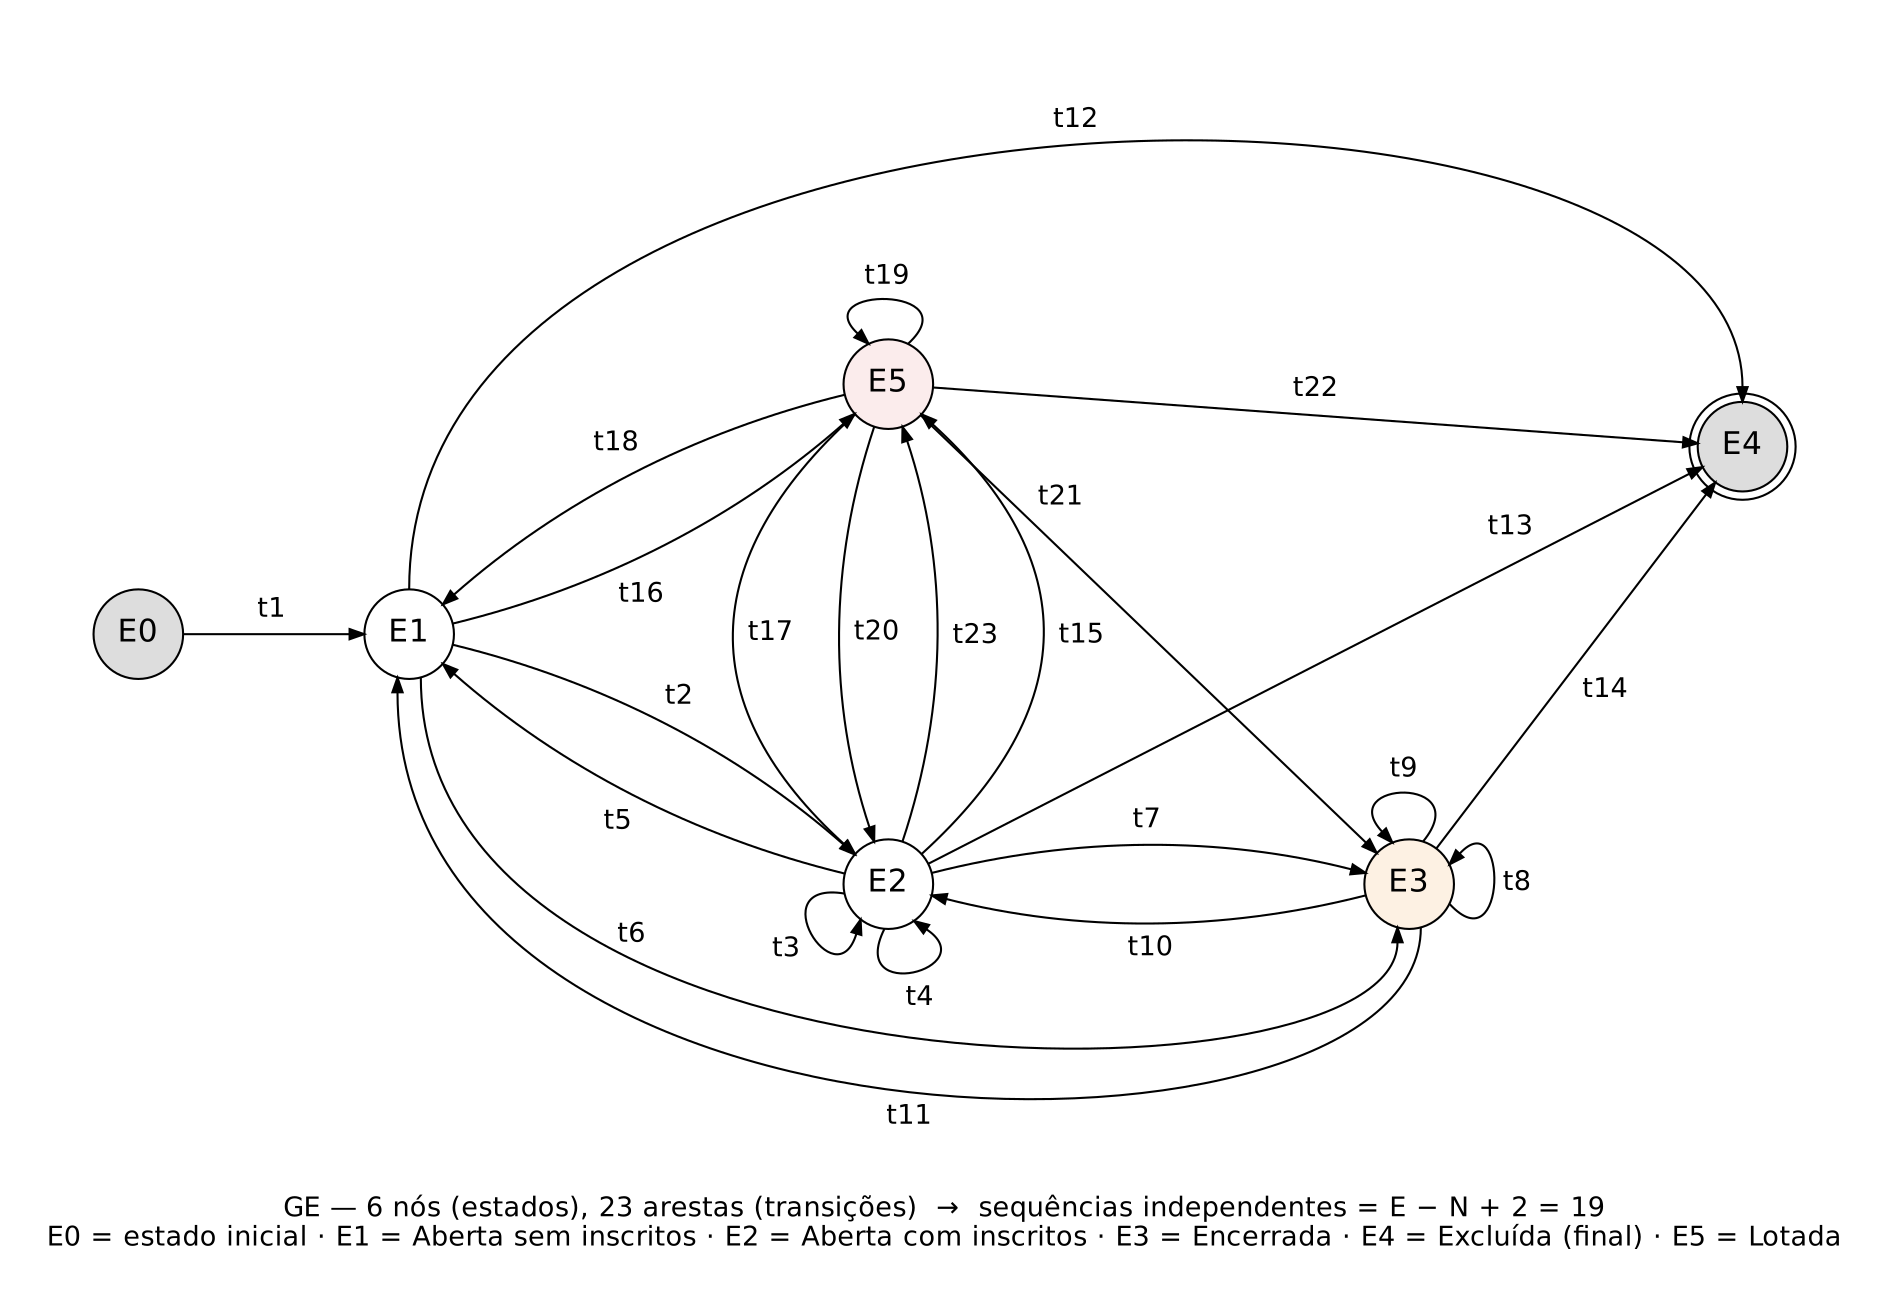 t12
t19
E5
t22
E4
t18
t21
t13
t16
E0
t1
E1
t17
t20
t23
t15
t2
t14
t5
t7
t9
E2
E3
t8
t6
t3
t10
t4
t11
GE — 6 nós (estados), 23 arestas (transições) → sequências independentes = E − N + 2 = 19
E0 = estado inicial · E1 = Aberta sem inscritos · E2 = Aberta com inscritos · E3 = Encerrada · E4 = Excluída (final) · E5 = Lotada